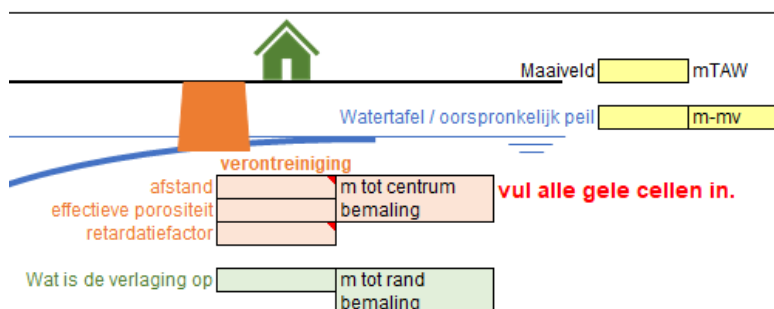 Maaiveld mTAW
Watertafel / oorspronkelijk peil m-mv
verontreiniging
afstand m tot centrum
effectieve porositeit bemaling
retardatiefactor
vul alle gele cellen in.
Wat is de verlaging op m tot rand
bemaling